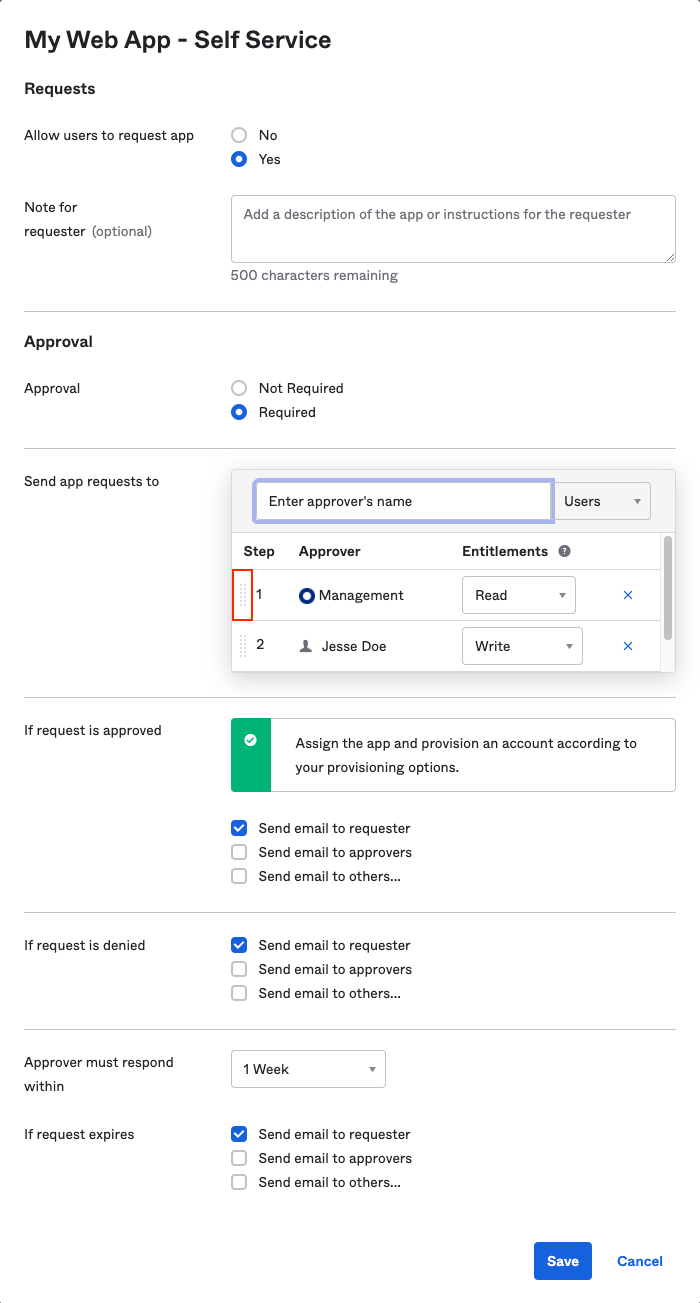 My Web App - Self Service
Requests
Allow users to request app
No
Yes
Note for
requester (optional)
Add a description of the app or instructions for the requester
500 characters remaining
Approval
Approval
Not Required
Required
Send app requests to
Enter approver's name
Users
Step Approver Entitlements ?
1 Management Read
2 Jesse Doe Write
If request is approved
Assign the app and provision an account according to
your provisioning options.
Send email to requester
Send email to approvers
Send email to others...
If request is denied
Send email to requester
Send email to approvers
Send email to others...
Approver must respond
within
1 Week
If request expires
Send email to requester
Send email to approvers
Send email to others...
Save Cancel